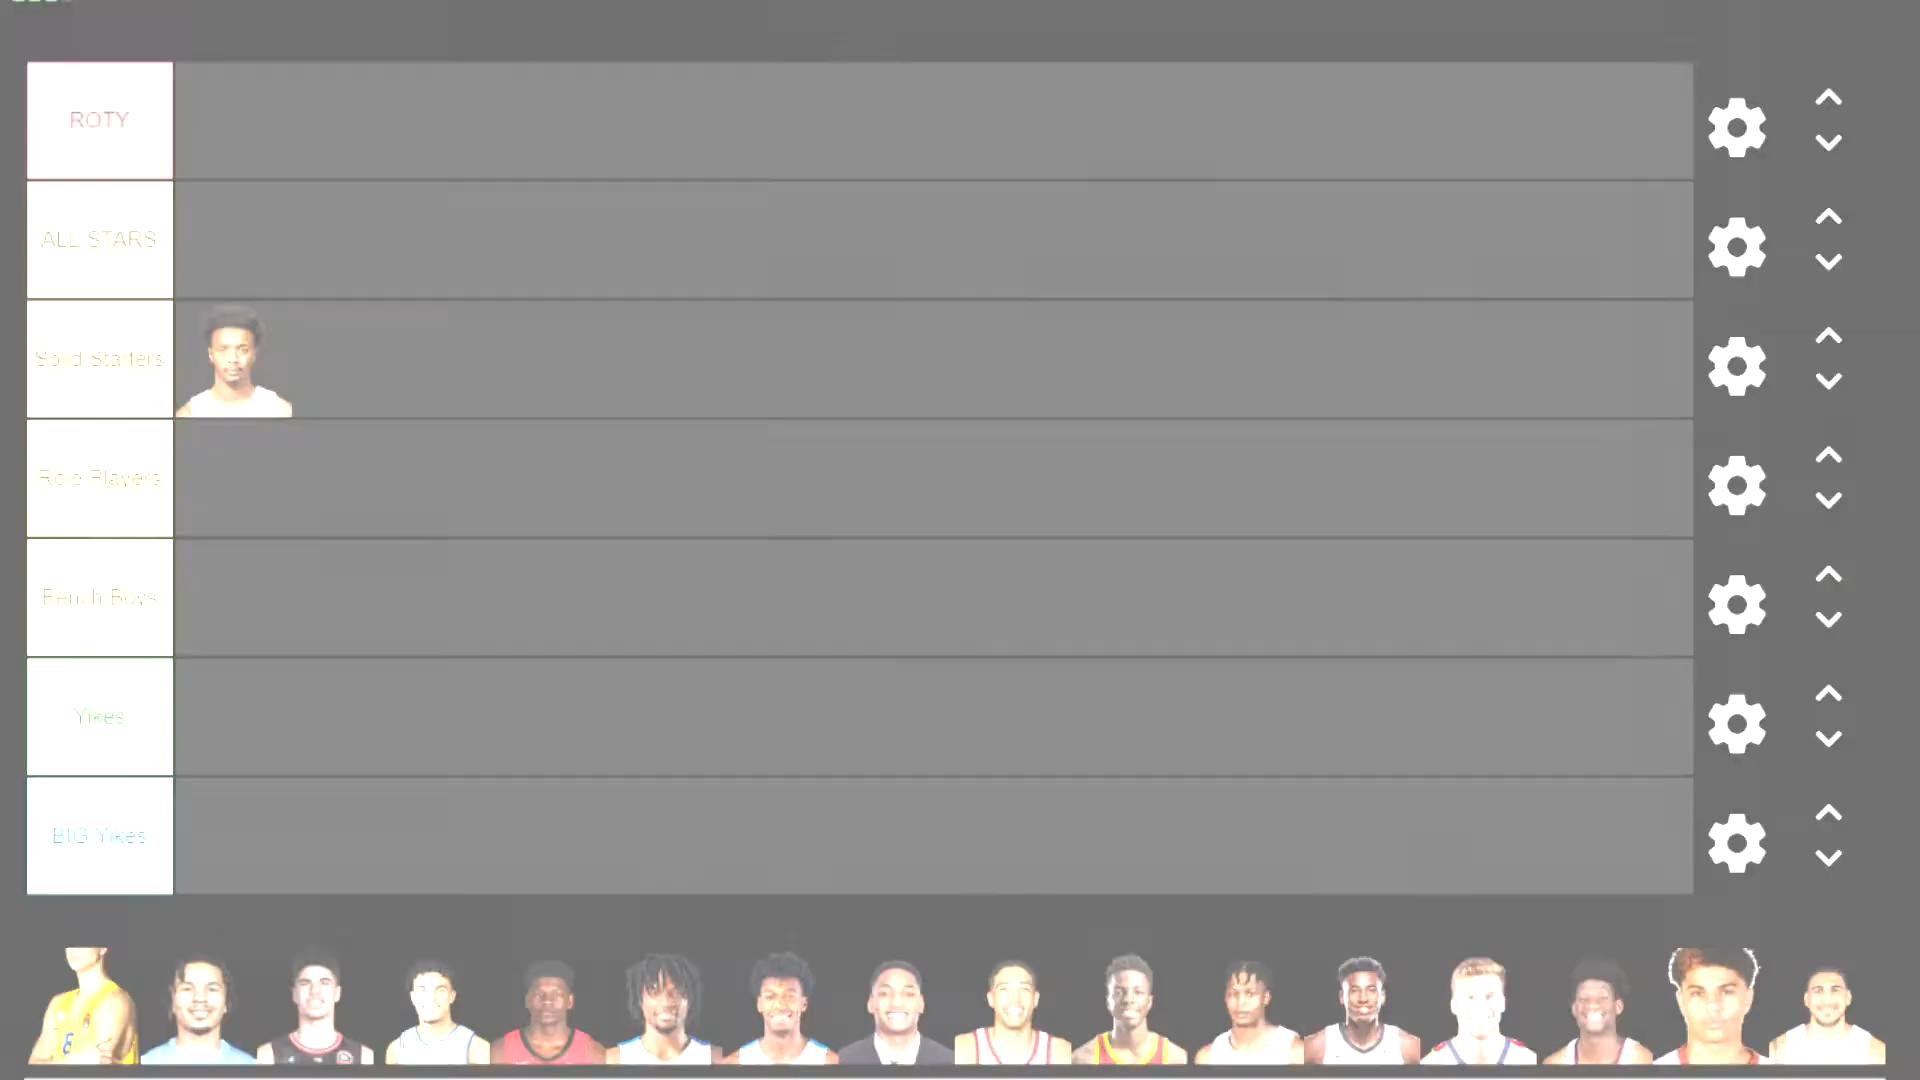 ROTY
ALL STARS
Solid Starters
Role Players
Bench Boys
Yikes
BIG Yikes